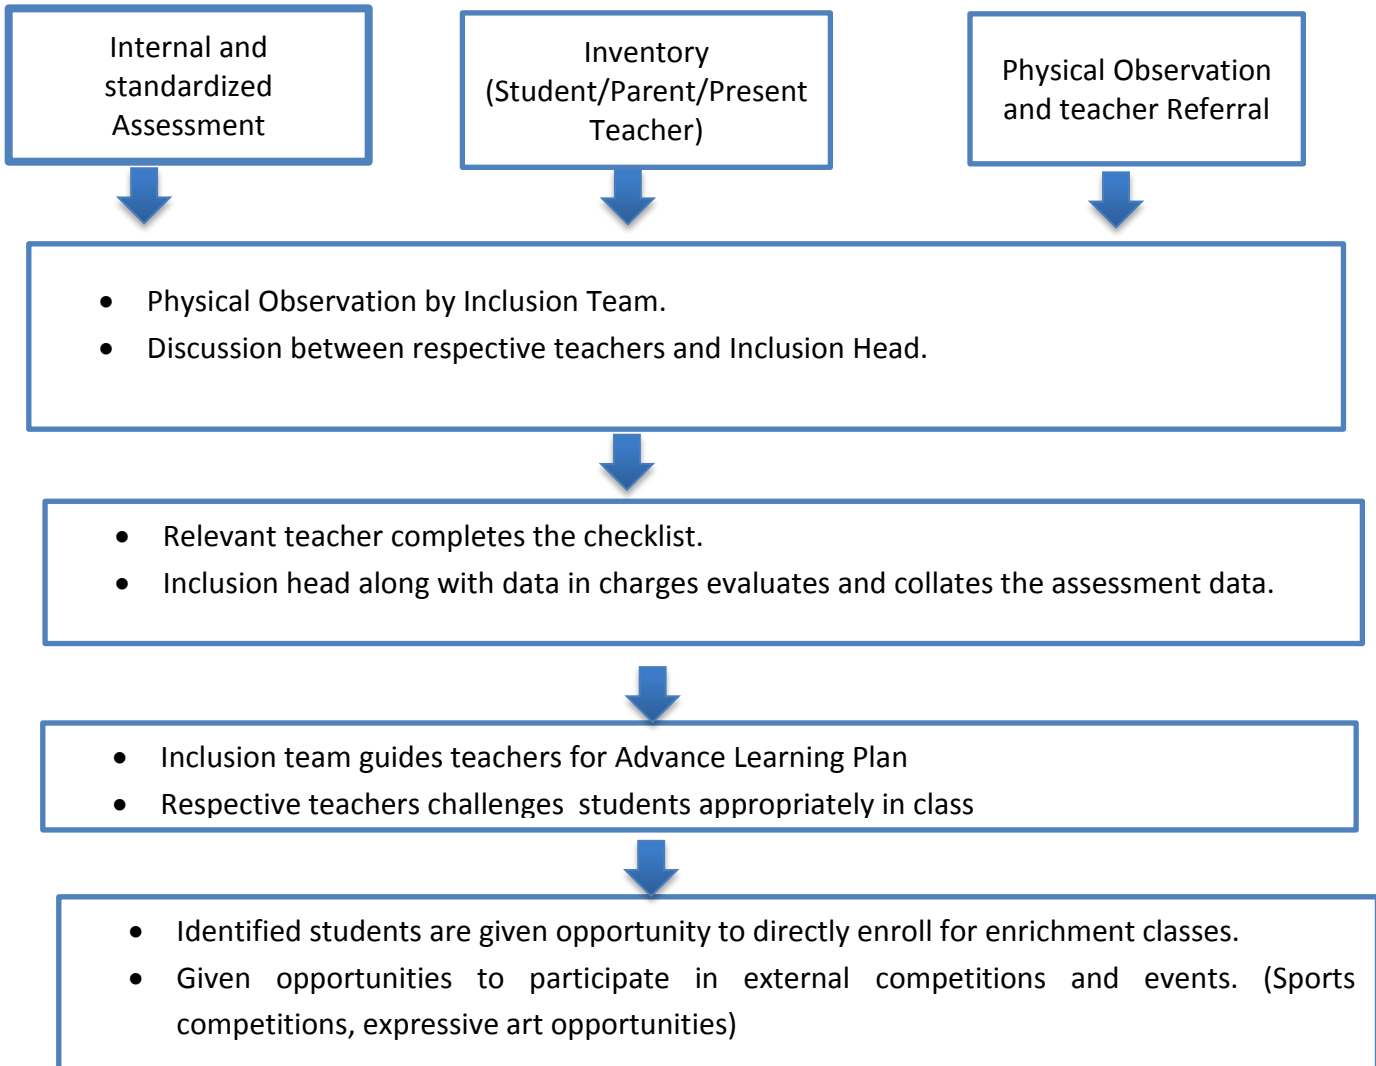 Internal and
standardized
Assessment
Inventory
(Student/Parent/Present
Teacher)
Physical Observation
and teacher Referral
• Physical Observation by Inclusion Team.
• Discussion between respective teachers and Inclusion Head.
• Relevant teacher completes the checklist.
• Inclusion head along with data in charges evaluates and collates the assessment data.
• Inclusion team guides teachers for Advance Learning Plan
• Respective teachers challenges  students appropriately in class
• Identified students are given opportunity to directly enroll for enrichment classes.
• Given opportunities to participate in external competitions and events. (Sports
competitions, expressive art opportunities)